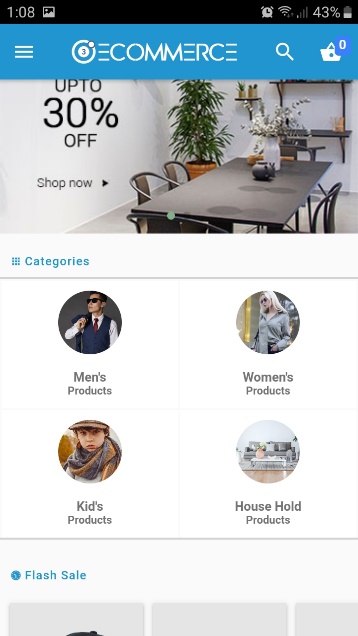 1:08 43%
3 ECOMMERCE 0
UPTO
30%
OFF
Shop now
Categories
Men's
Products
Women's
Products
Kid's
Products
House Hold
Products
Flash Sale